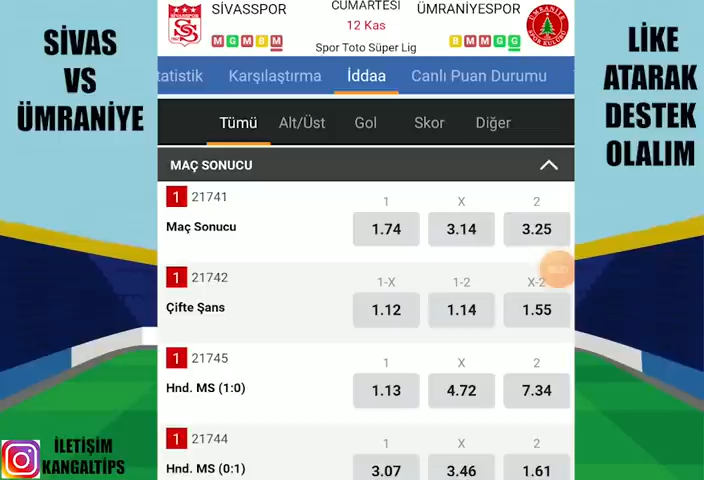 SİVAS
VS
ÜMRANİYE
SİVASSPOR
CUMARTESİ
ÜMRANİYESPOR
M G M B M
12 Kas
B M M G G
Spor Toto Süper Lig
tatistik Karşılaştırma İddaa Canlı Puan Durumu
Tümü Alt/Üst Gol Skor Diğer
MAÇ SONUCU
1 21741
1 X 2
Maç Sonucu 1.74 3.14 3.25
1 21742
1-X 1-2 X-2
Çifte Şans 1.12 1.14 1.55
1 21745
1 X 2
Hnd. MS (1:0) 1.13 4.72 7.34
1 21744
1 X 2
Hnd. MS (0:1) 3.07 3.46 1.61
LİKE
ATARAK
DESTEK
OLALIM
İLETİŞİM
KANGALTİPS